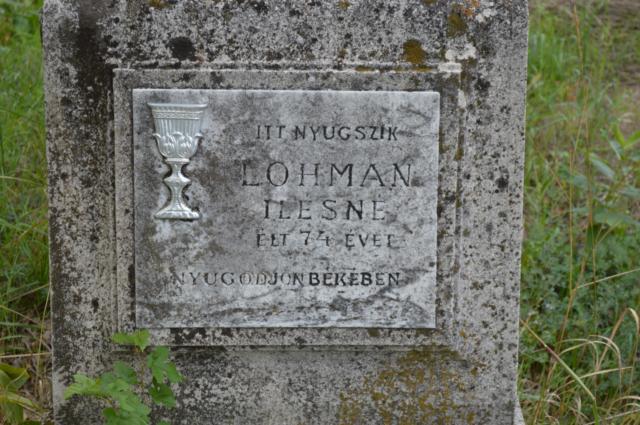 ITT NYUGSZIK
LOHMAN
ILESNE
ÉLT 74 ÉVET
NYUGODJON BÉKÉBEN